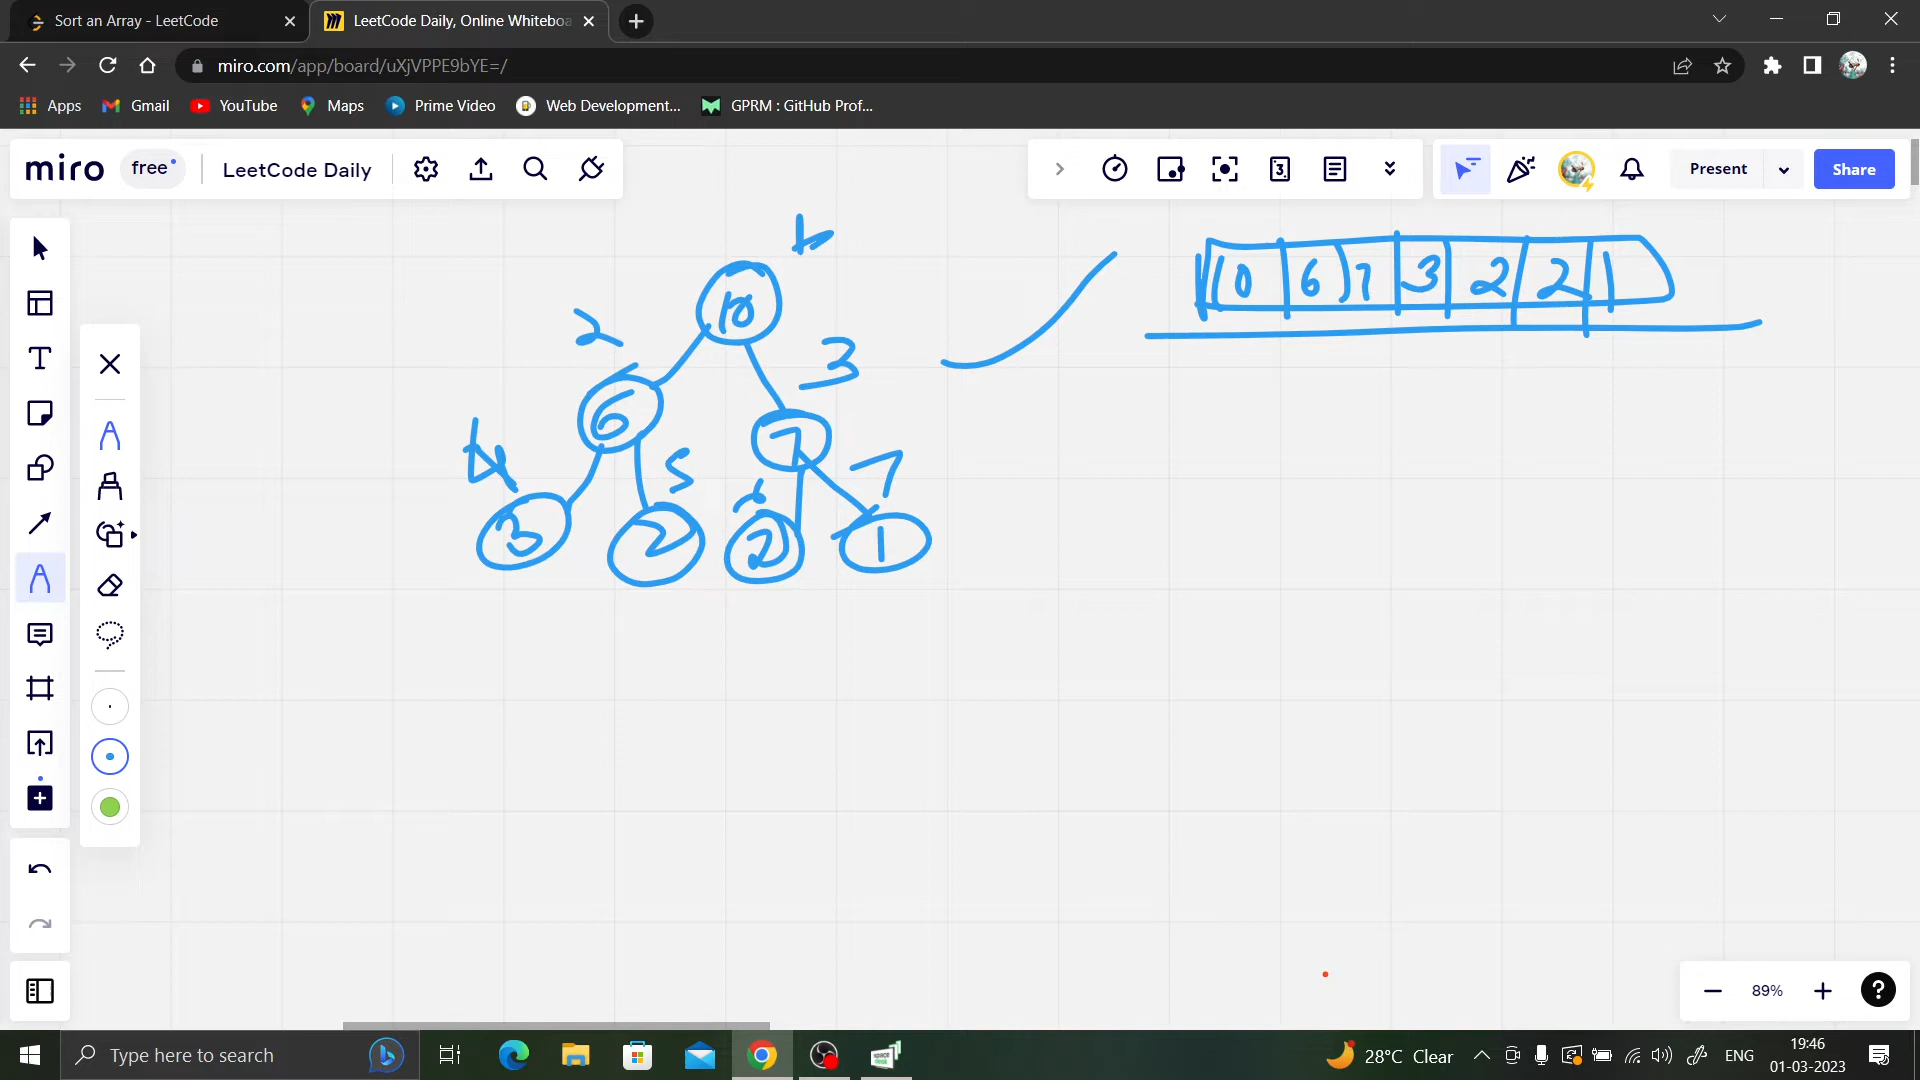 Sort an Array - LeetCode
LeetCode Daily, Online Whiteboa
miro.com/app/board/uXjVPPE9bYE=/
Apps
Gmail
YouTube
Maps
Prime Video
Web Development...
GPRM : GitHub Prof...
miro
free
LeetCode Daily
3
Present
Share
10
2
3
6
7
4
5
6
7
3
2
2
1
10 6 7 3 2 2 1
89%
?
Type here to search
28°C Clear
ENG
19:46
01-03-2023